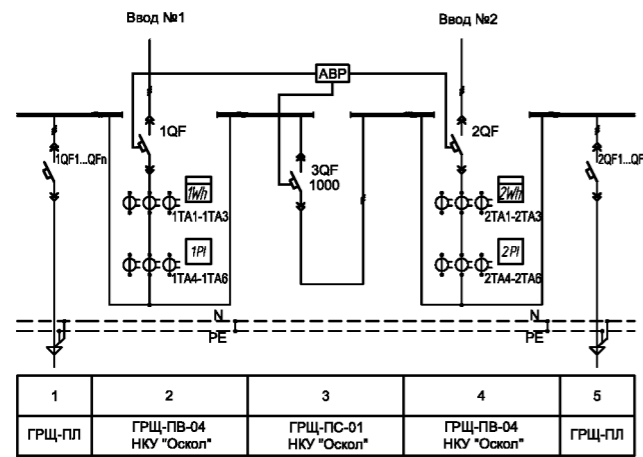 Ввод №1
Ввод №2
АВР
1QF
2QF
1QF1...QFn
3QF
1000
2QF1...QF
1Wh
2Wh
1TA1-1TA3
2TA1-2TA3
1PI
2PI
1TA4-1TA6
2TA4-2TA6
N
N
PE
PE
1
2
3
4
5
ГРЩ-ПЛ
ГРЩ-ПВ-04
НКУ "Оскол"
ГРЩ-ПС-01
НКУ "Оскол"
ГРЩ-ПВ-04
НКУ "Оскол"
ГРЩ-ПЛ